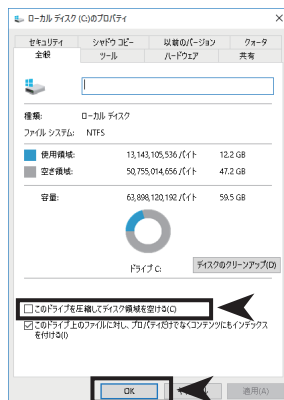 ローカル ディスク (C:)のプロパティ
セキュリティ シャドウ コピー 以前のバージョン クォータ
全般 ツール ハードウェア 共有
種類: ローカル ディスク
ファイル システム: NTFS
使用領域: 13,143,105,536 バイト 12.2 GB
空き領域: 50,755,014,656 バイト 47.2 GB
容量: 63,898,120,192 バイト 59.5 GB
ドライブ C:
ディスクのクリーンアップ(D)
このドライブを圧縮してディスク領域を空ける(C)
このドライブ上のファイルに対し、プロパティだけでなくコンテンツにもインデックス
を付ける(I)
OK 適用(A)